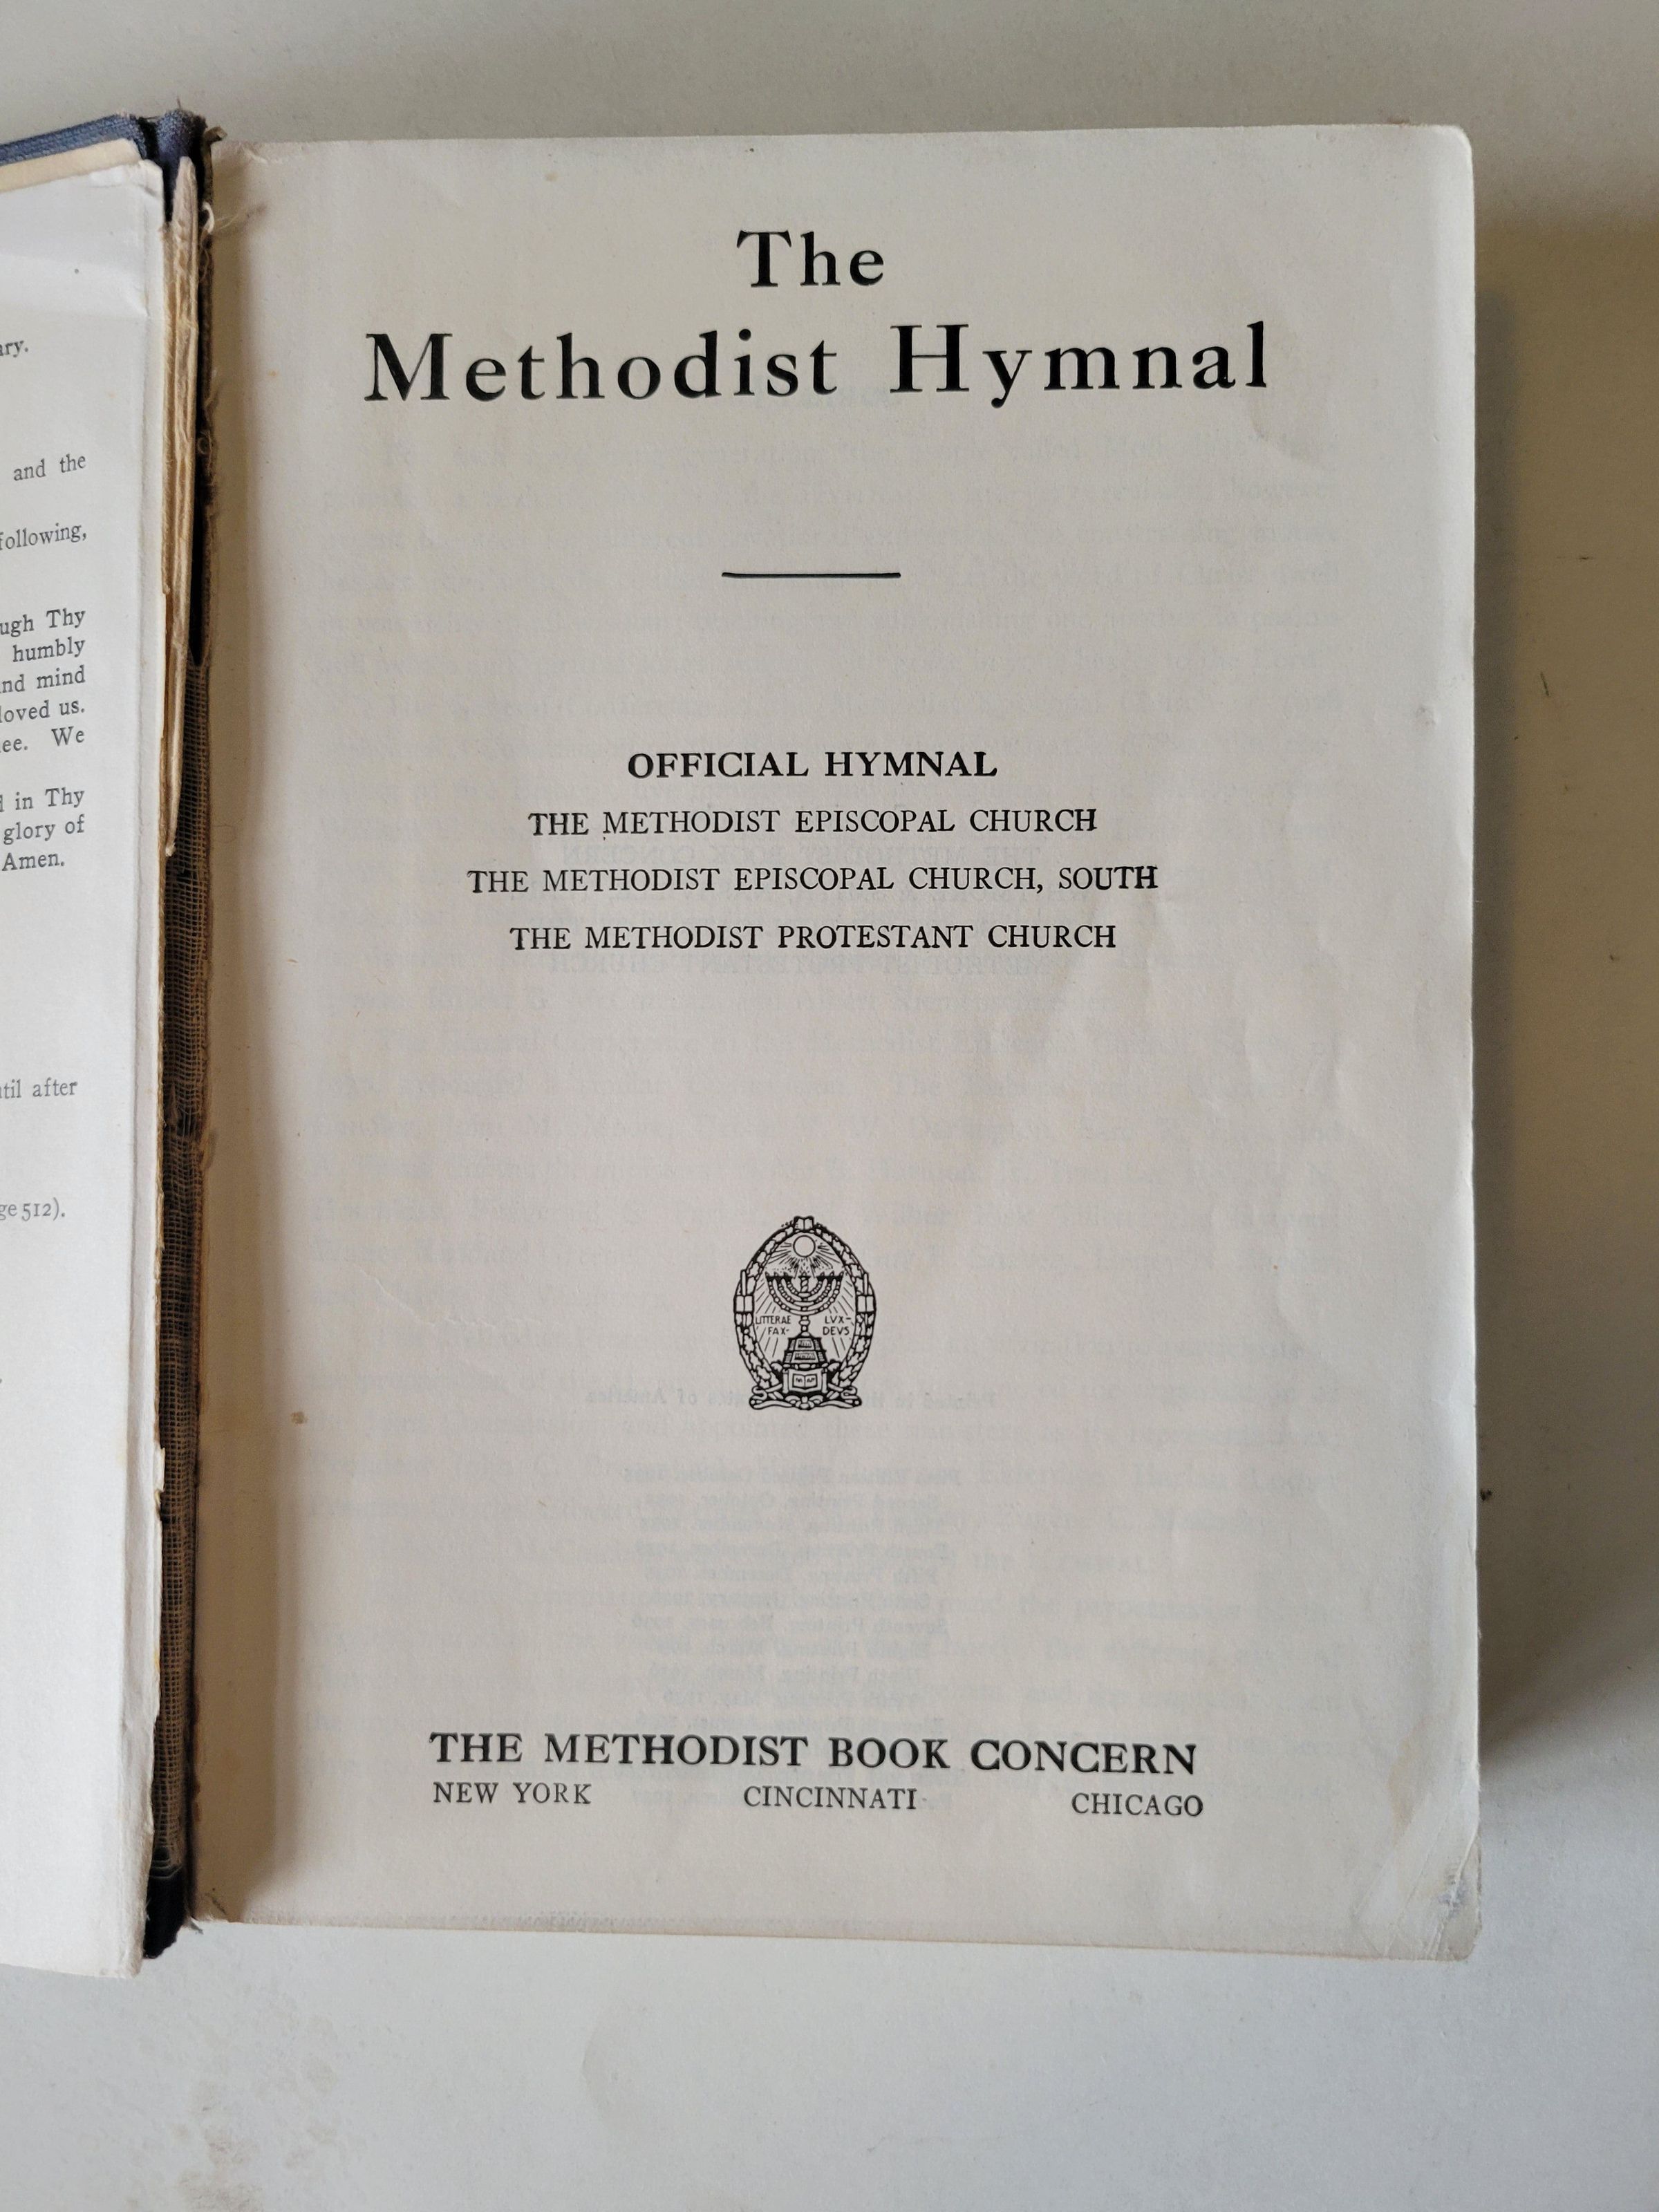 ary.
and the
following,
ugh Thy
humbly
nd mind
loved us.
ee. We
d in Thy
glory of
Amen.
til after
ge 512).
The
Methodist Hymnal
OFFICIAL HYMNAL
THE METHODIST EPISCOPAL CHURCH
THE METHODIST EPISCOPAL CHURCH, SOUTH
THE METHODIST PROTESTANT CHURCH
LITTERAE LVX-
FAX- DEVS
THE METHODIST BOOK CONCERN
NEW YORK CINCINNATI CHICAGO